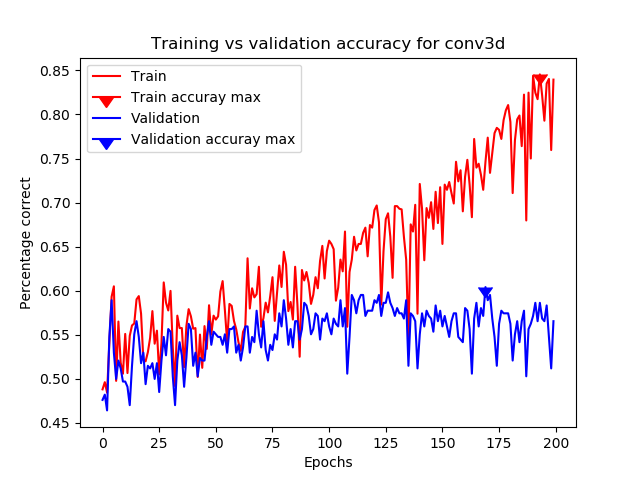 Training vs validation accuracy for conv3d
Train
Train accuray max
Validation
Validation accuray max
Percentage correct
0.85
0.80
0.75
0.70
0.65
0.60
0.55
0.50
0.45
0 25 50 75 100 125 150 175 200
Epochs